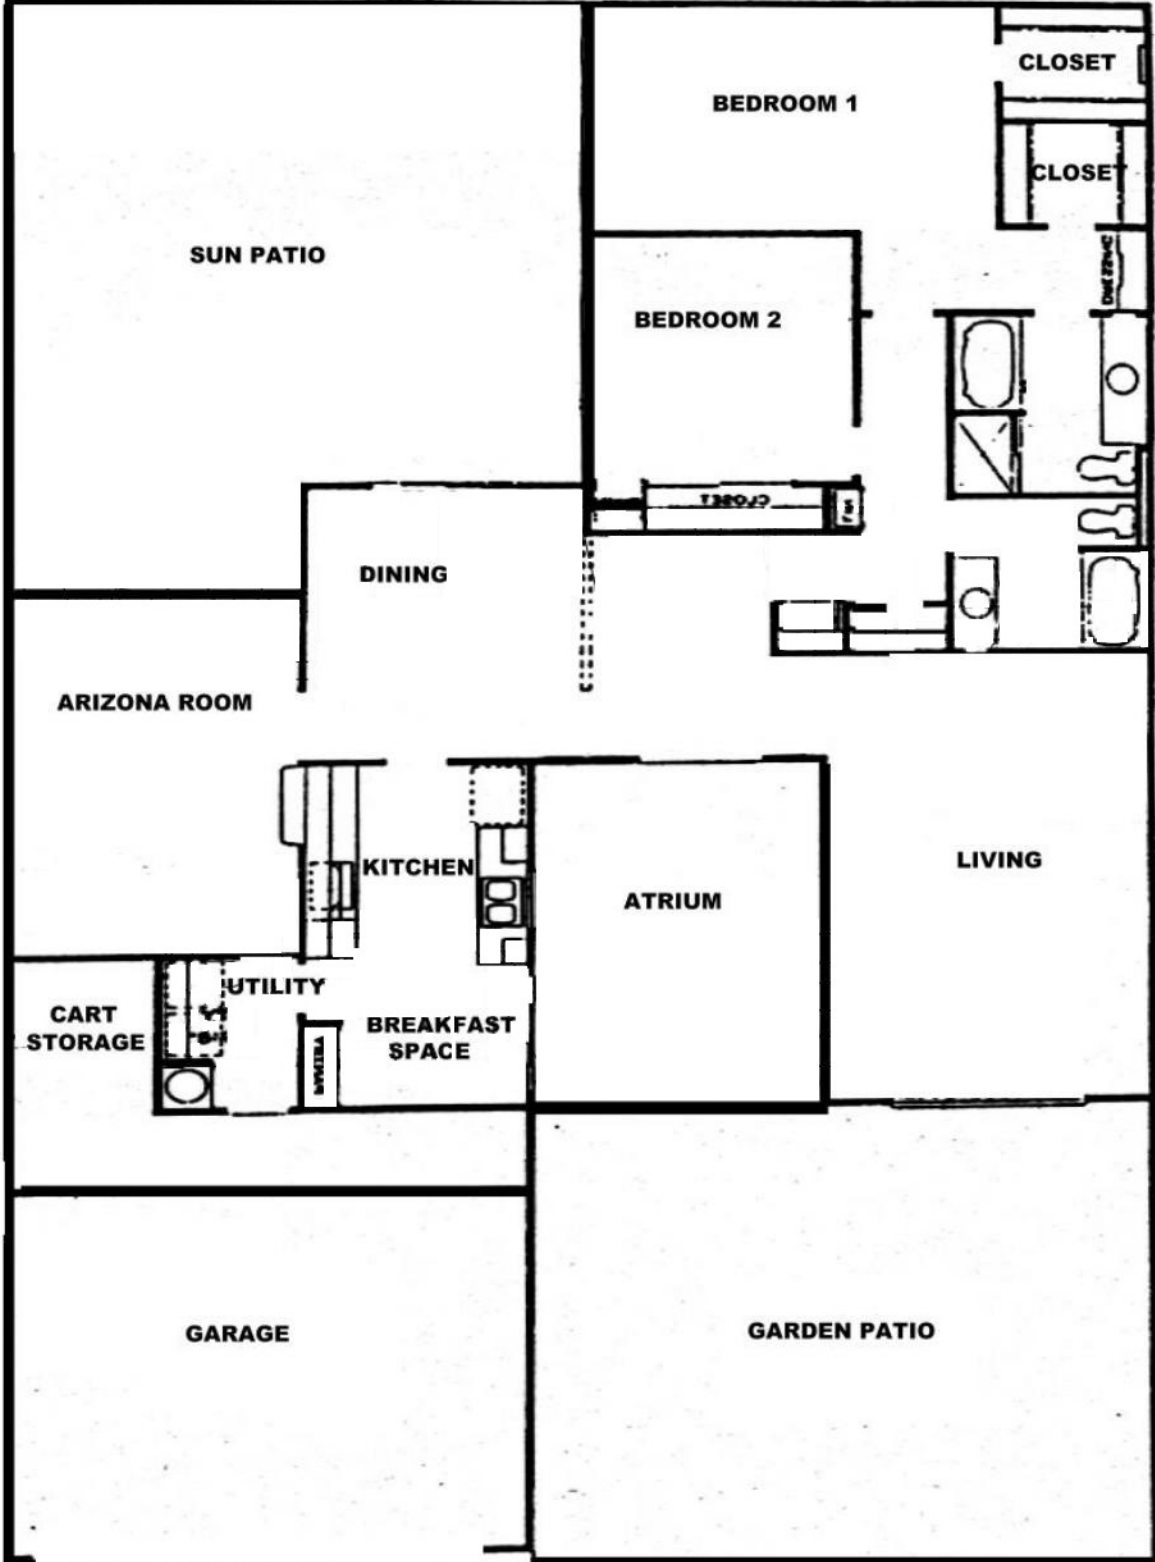 CLOSET
BEDROOM 1
CLOSET
SUN PATIO
BEDROOM 2
CLOSET
DINING
ARIZONA ROOM
KITCHEN
LIVING
ATRIUM
UTILITY
CART
STORAGE
BREAKFAST
SPACE
GARDEN PATIO
GARAGE